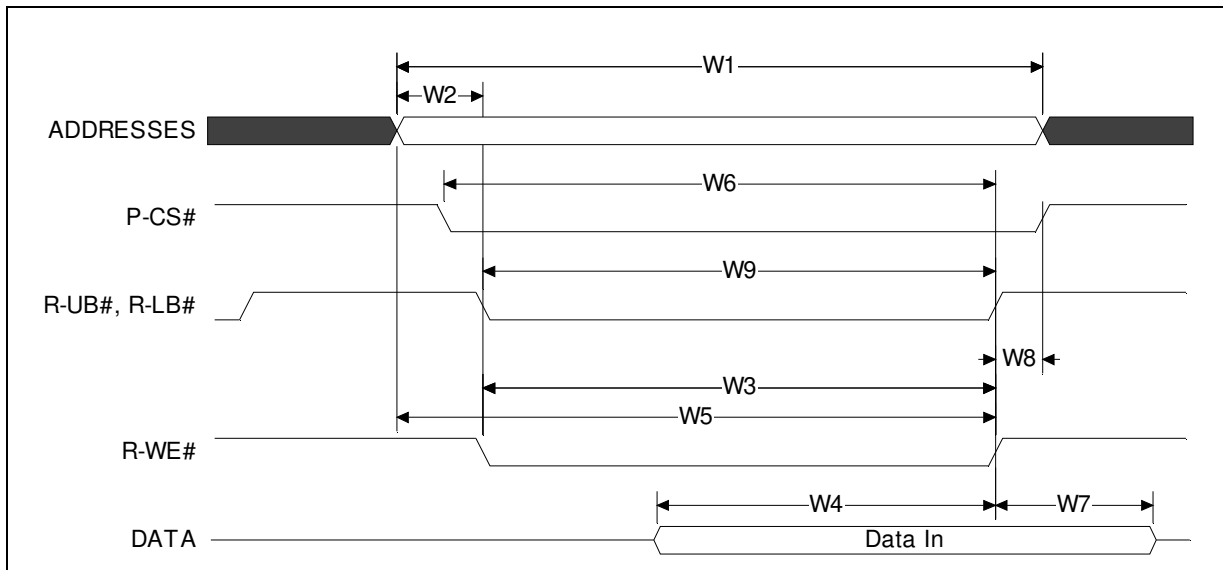 W1
W2
ADDRESSES
W6
P-CS#
W9
R-UB#, R-LB#
W8
W3
W5
R-WE#
W4
W7
DATA
Data In